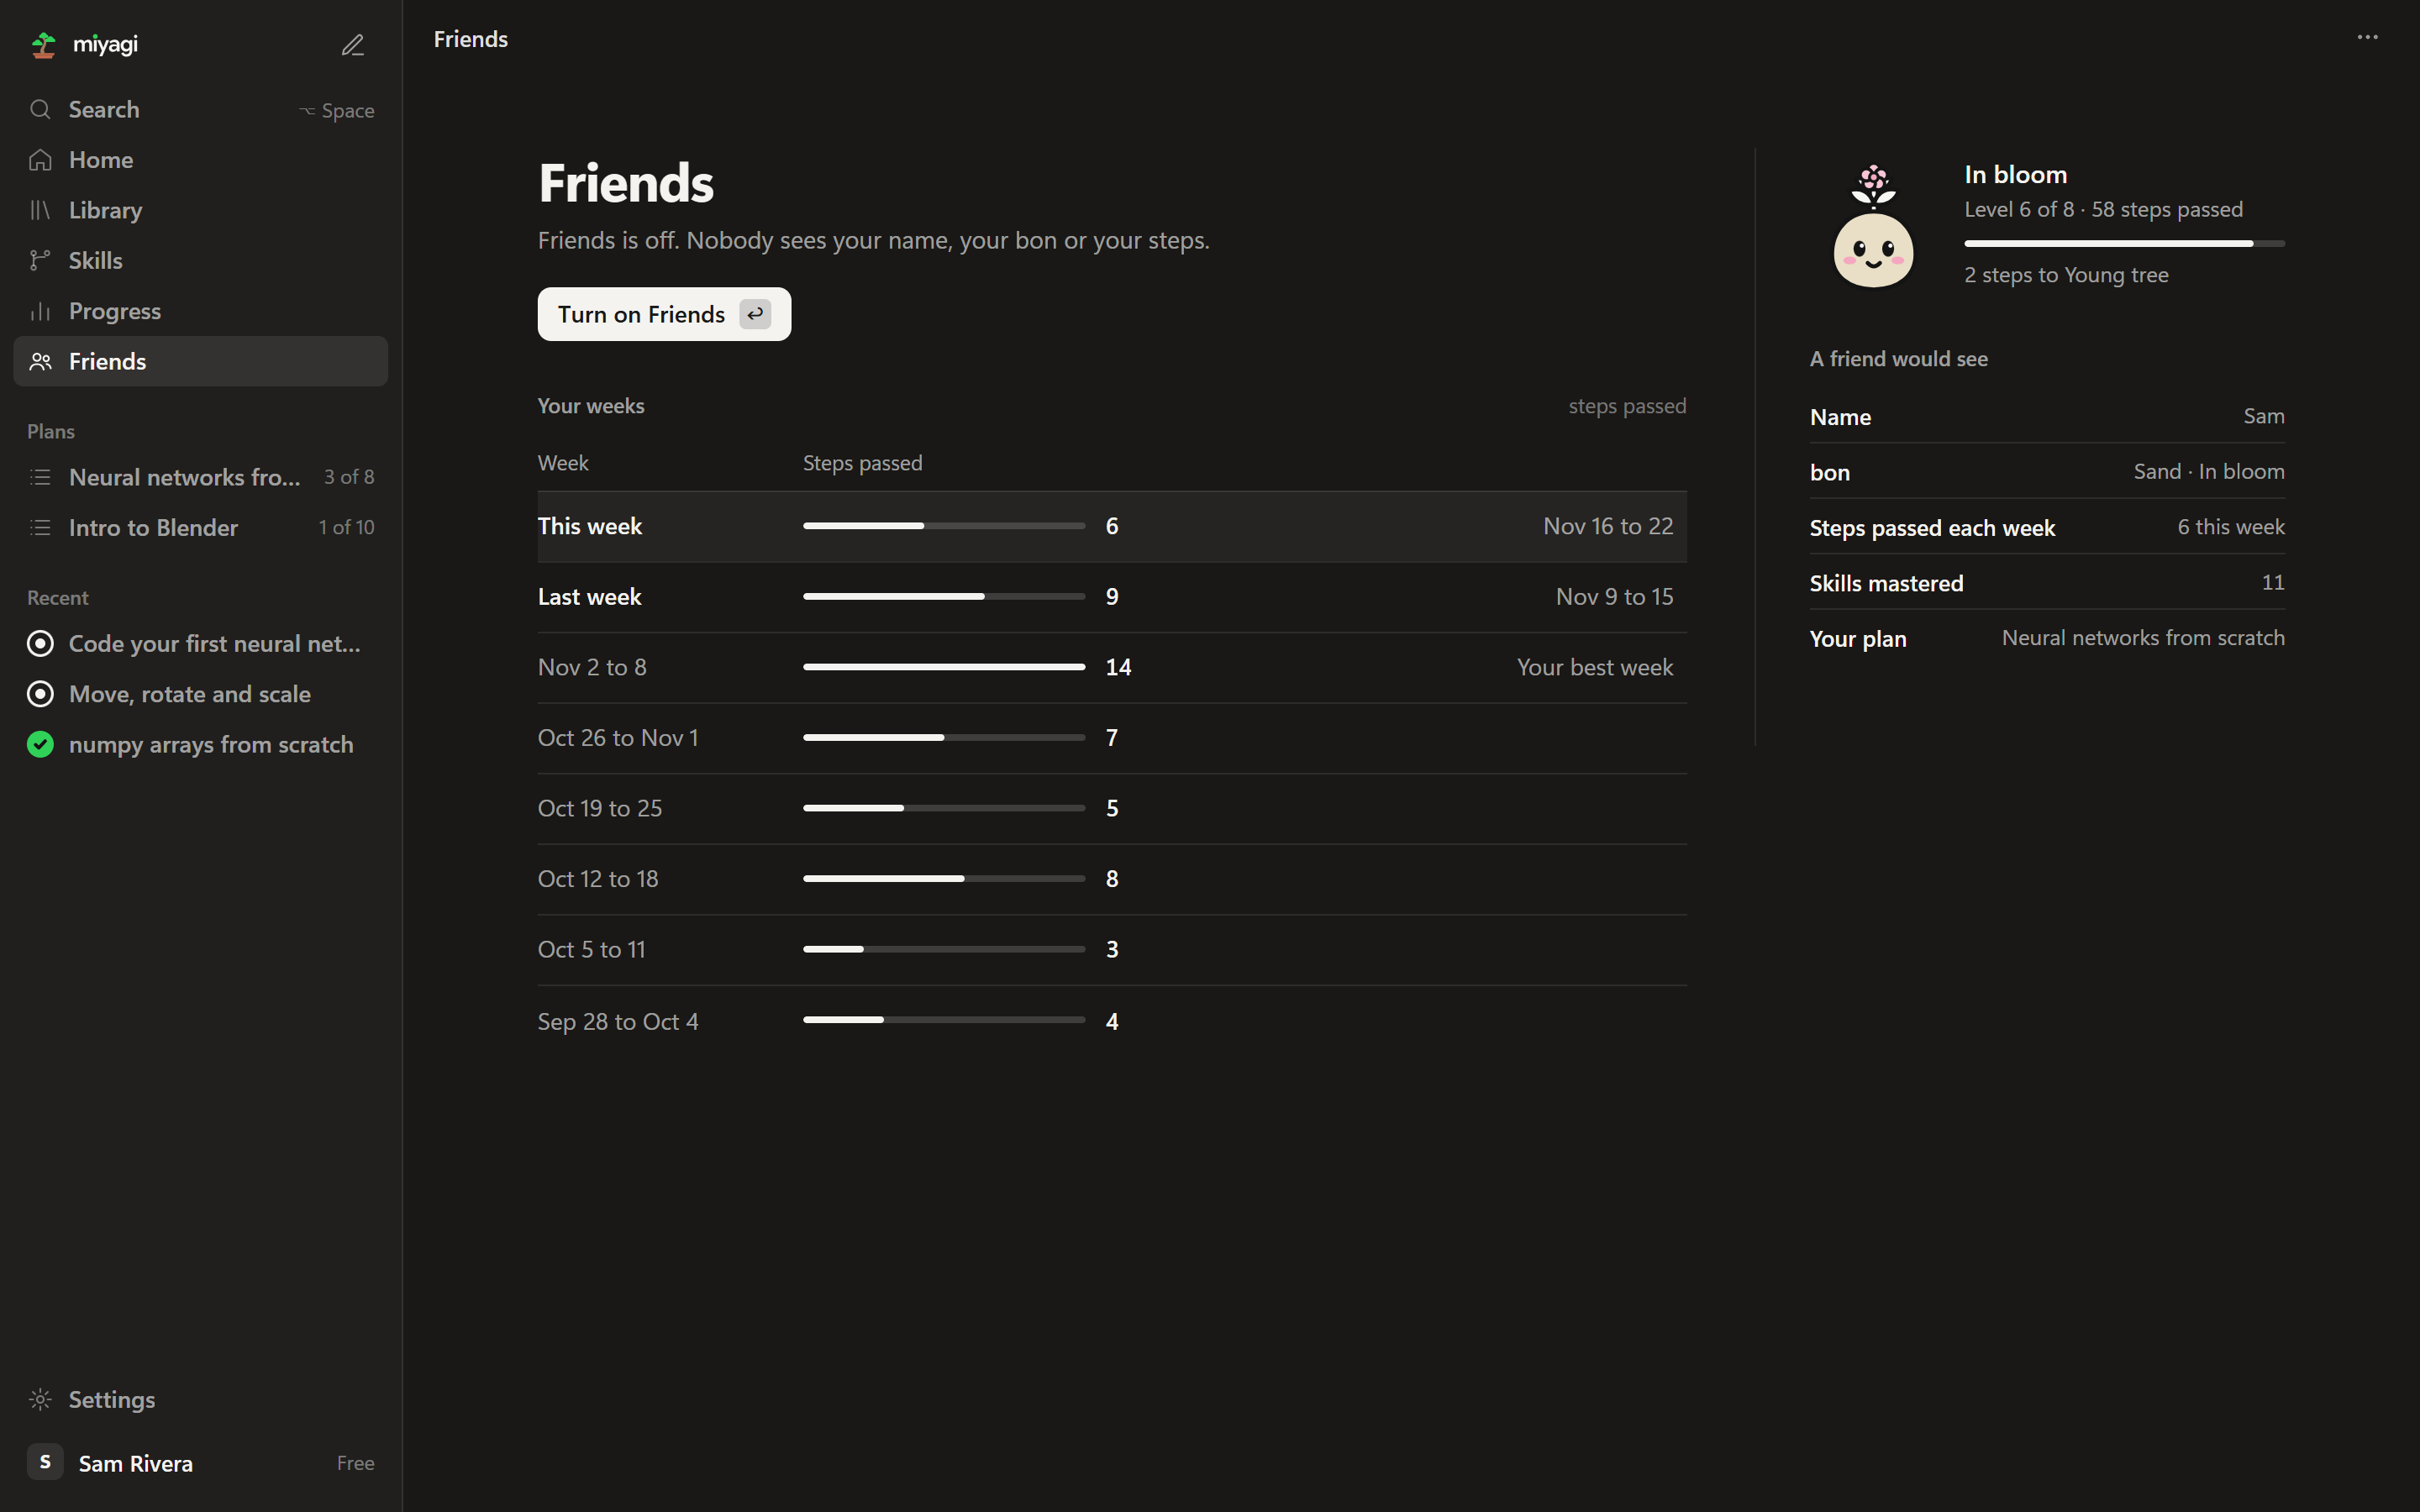 miyagi
Search ⌥ Space
Home
Library
Skills
Progress
Friends
Plans
Neural networks fro... 3 of 8
Intro to Blender 1 of 10
Recent
Code your first neural net...
Move, rotate and scale
numpy arrays from scratch
Settings
S Sam Rivera Free
Friends
Friends
Friends is off. Nobody sees your name, your bon or your steps.
Turn on Friends ↩
Your weeks steps passed
Week Steps passed
This week 6 Nov 16 to 22
Last week 9 Nov 9 to 15
Nov 2 to 8 14 Your best week
Oct 26 to Nov 1 7
Oct 19 to 25 5
Oct 12 to 18 8
Oct 5 to 11 3
Sep 28 to Oct 4 4
In bloom
Level 6 of 8 · 58 steps passed
2 steps to Young tree
A friend would see
Name Sam
bon Sand · In bloom
Steps passed each week 6 this week
Skills mastered 11
Your plan Neural networks from scratch